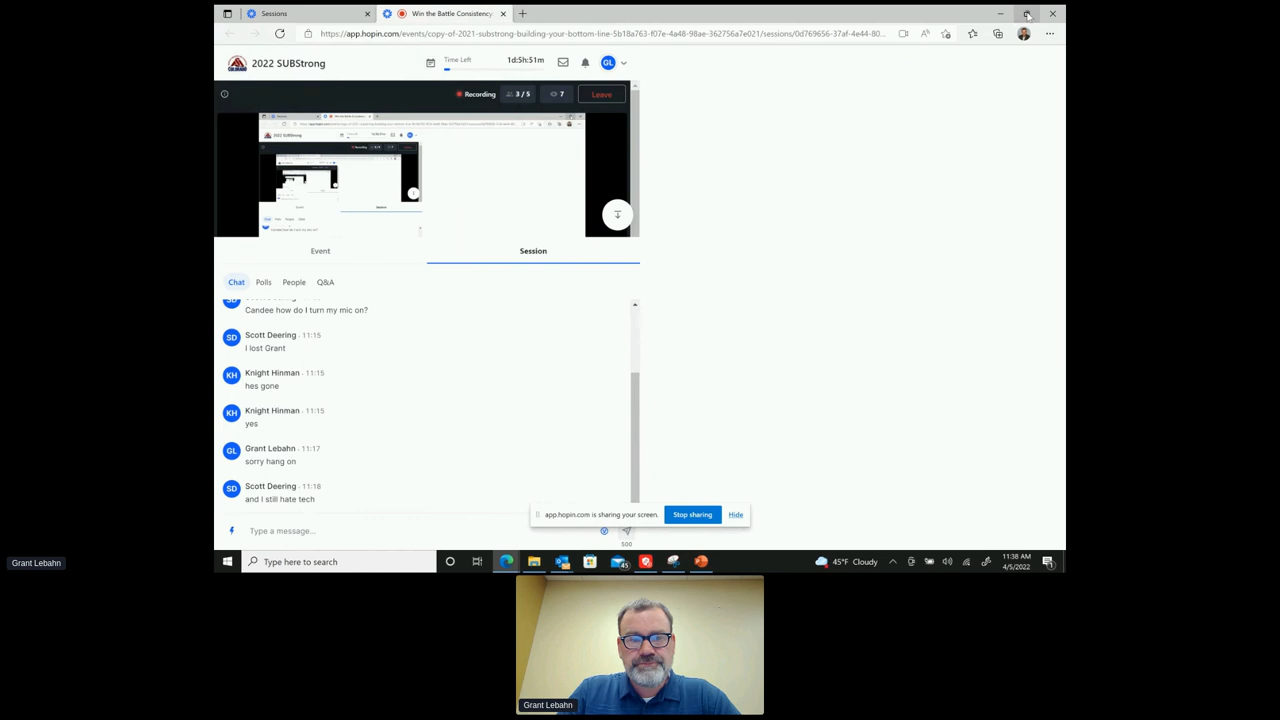 Sessions
Win the Battle Consistency
https://app.hopin.com/events/copy-of-2021-substrong-building-your-bottom-line-5b18a763-f07e-4a48-98ae-362756a7e021/sessions/0d769656-37af-4e44-80...
2022 SUBStrong
Time Left
1d:5h:51m
GL
Recording
3 / 5
7
Leave
Event
Session
Chat
Polls
People
Q&A
SD
Candee how do I turn my mic on?
SD
Scott Deering · 11:15
I lost Grant
KH
Knight Hinman · 11:15
hes gone
KH
Knight Hinman · 11:15
yes
GL
Grant Lebahn · 11:17
sorry hang on
SD
Scott Deering · 11:18
and I still hate tech
app.hopin.com is sharing your screen.
Stop sharing
Hide
Type a message...
500
Type here to search
45
45°F Cloudy
11:38 AM
4/5/2022
1
Grant Lebahn
Grant Lebahn